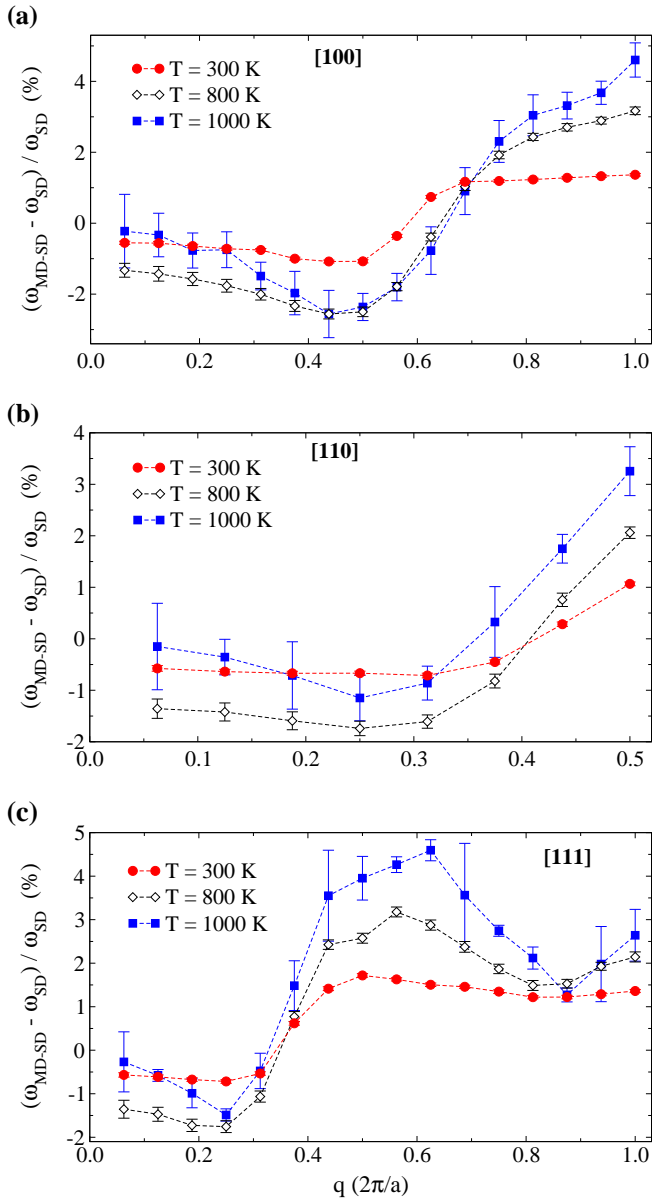 (a)
[100]
T = 300 K
T = 800 K
T = 1000 K
(ω_MD-SD - ω_SD) / ω_SD (%)
4
2
0
-2
0.0 0.2 0.4 0.6 0.8 1.0
(b)
[110]
T = 300 K
T = 800 K
T = 1000 K
(ω_MD-SD - ω_SD) / ω_SD (%)
4
3
2
1
0
-1
-2
0.0 0.1 0.2 0.3 0.4 0.5
(c)
[111]
T = 300 K
T = 800 K
T = 1000 K
(ω_MD-SD - ω_SD) / ω_SD (%)
5
4
3
2
1
0
-1
-2
0.0 0.2 0.4 0.6 0.8 1.0
q (2π/a)